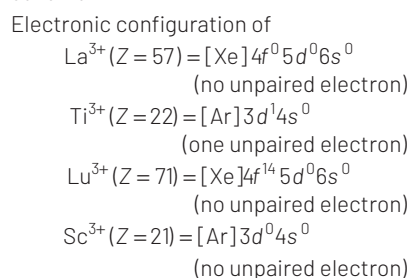 Electronic configuration of
La³⁺(Z = 57) = [Xe]4f⁰5d⁰6s⁰
(no unpaired electron)
Ti³⁺(Z = 22) = [Ar]3d¹4s⁰
(one unpaired electron)
Lu³⁺(Z = 71) = [Xe]4f¹⁴5d⁰6s⁰
(no unpaired electron)
Sc³⁺(Z = 21) = [Ar]3d⁰4s⁰
(no unpaired electron)